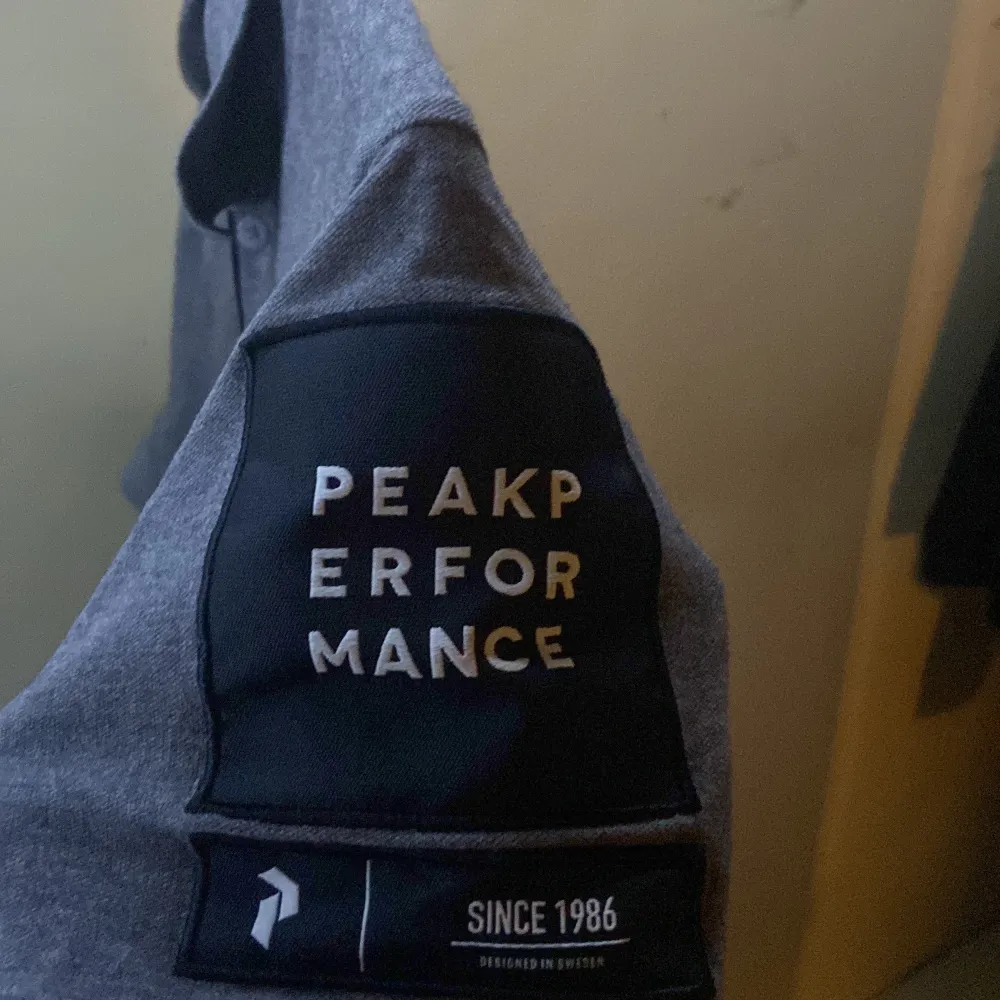 PEAKP
ERFOR
MANCE
SINCE 1986
DESIGNED IN SWEDEN